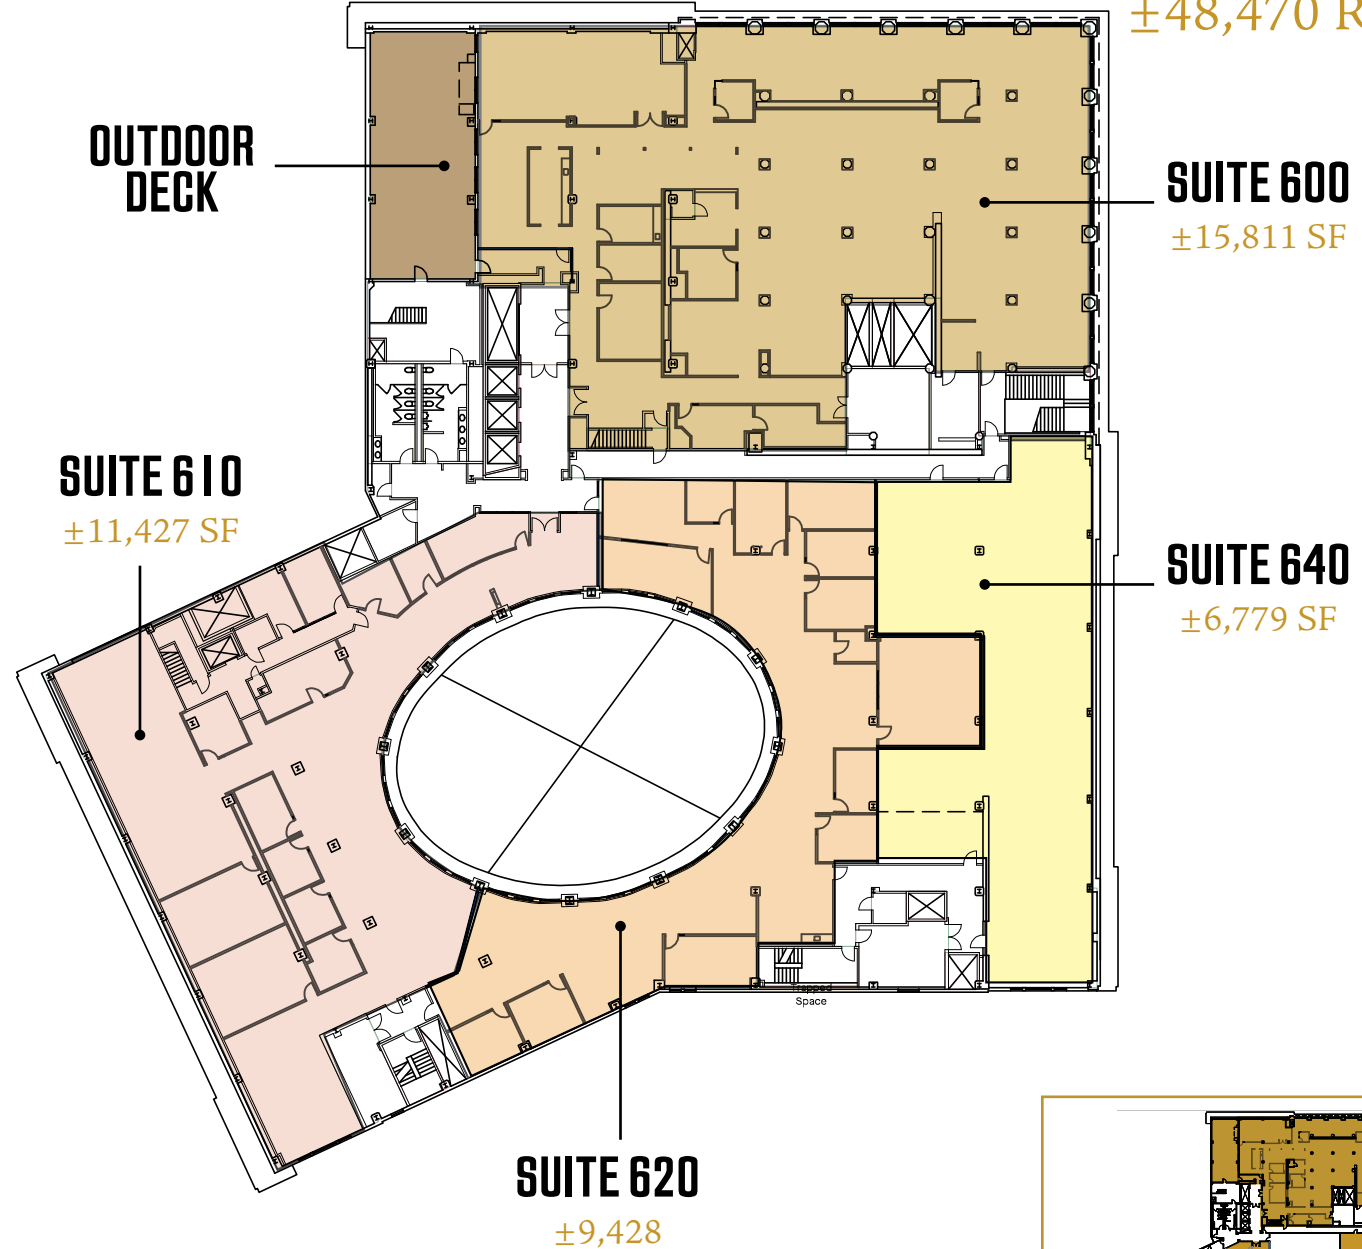 ±48,470 R
OUTDOOR
DECK
SUITE 600
±15,811 SF
SUITE 610
±11,427 SF
SUITE 640
±6,779 SF
Trapped
Space
SUITE 620
±9,428